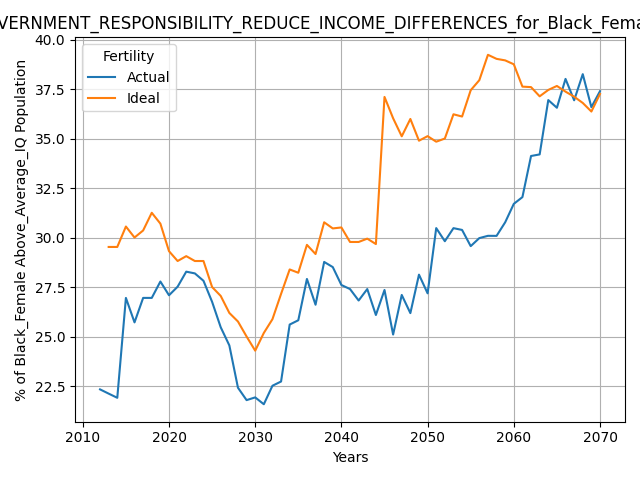 VERNMENT_RESPONSIBILITY_REDUCE_INCOME_DIFFERENCES_for_Black_Fema
Fertility
Actual
Ideal
% of Black_Female Above_Average_IQ Population
40.0
37.5
35.0
32.5
30.0
27.5
25.0
22.5
2010 2020 2030 2040 2050 2060 2070
Years